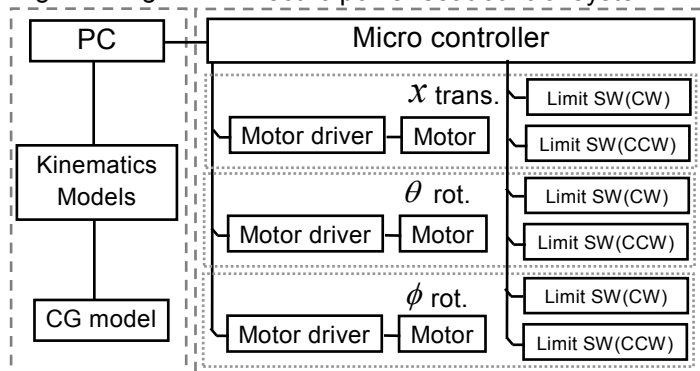 PC
Micro controller
x trans.
Limit SW(CW)
Motor driver
Motor
Limit SW(CCW)
Kinematics
Models
θ rot.
Limit SW(CW)
Motor driver
Motor
Limit SW(CCW)
CG model
ϕ rot.
Limit SW(CW)
Motor driver
Motor
Limit SW(CCW)